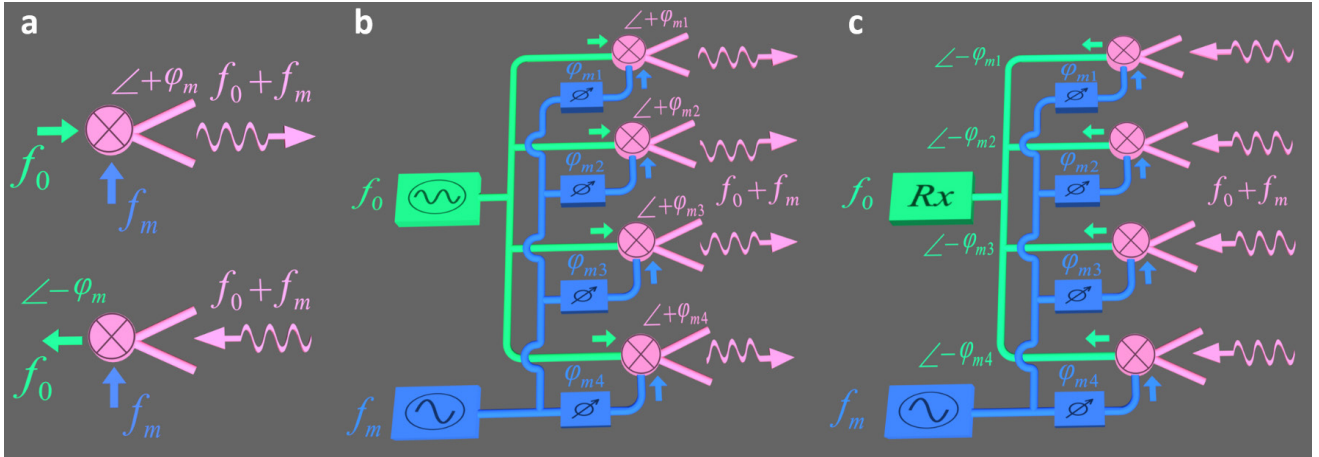 a
∠+φm
f0 + fm
f0
fm
∠−φm
f0 + fm
f0
fm
b
∠+φm1
φm1
∠+φm2
φm2
f0
f0 + fm
∠+φm3
φm3
∠+φm4
φm4
fm
c
∠−φm1
φm1
∠−φm2
φm2
f0
Rx
f0 + fm
∠−φm3
φm3
∠−φm4
φm4
fm